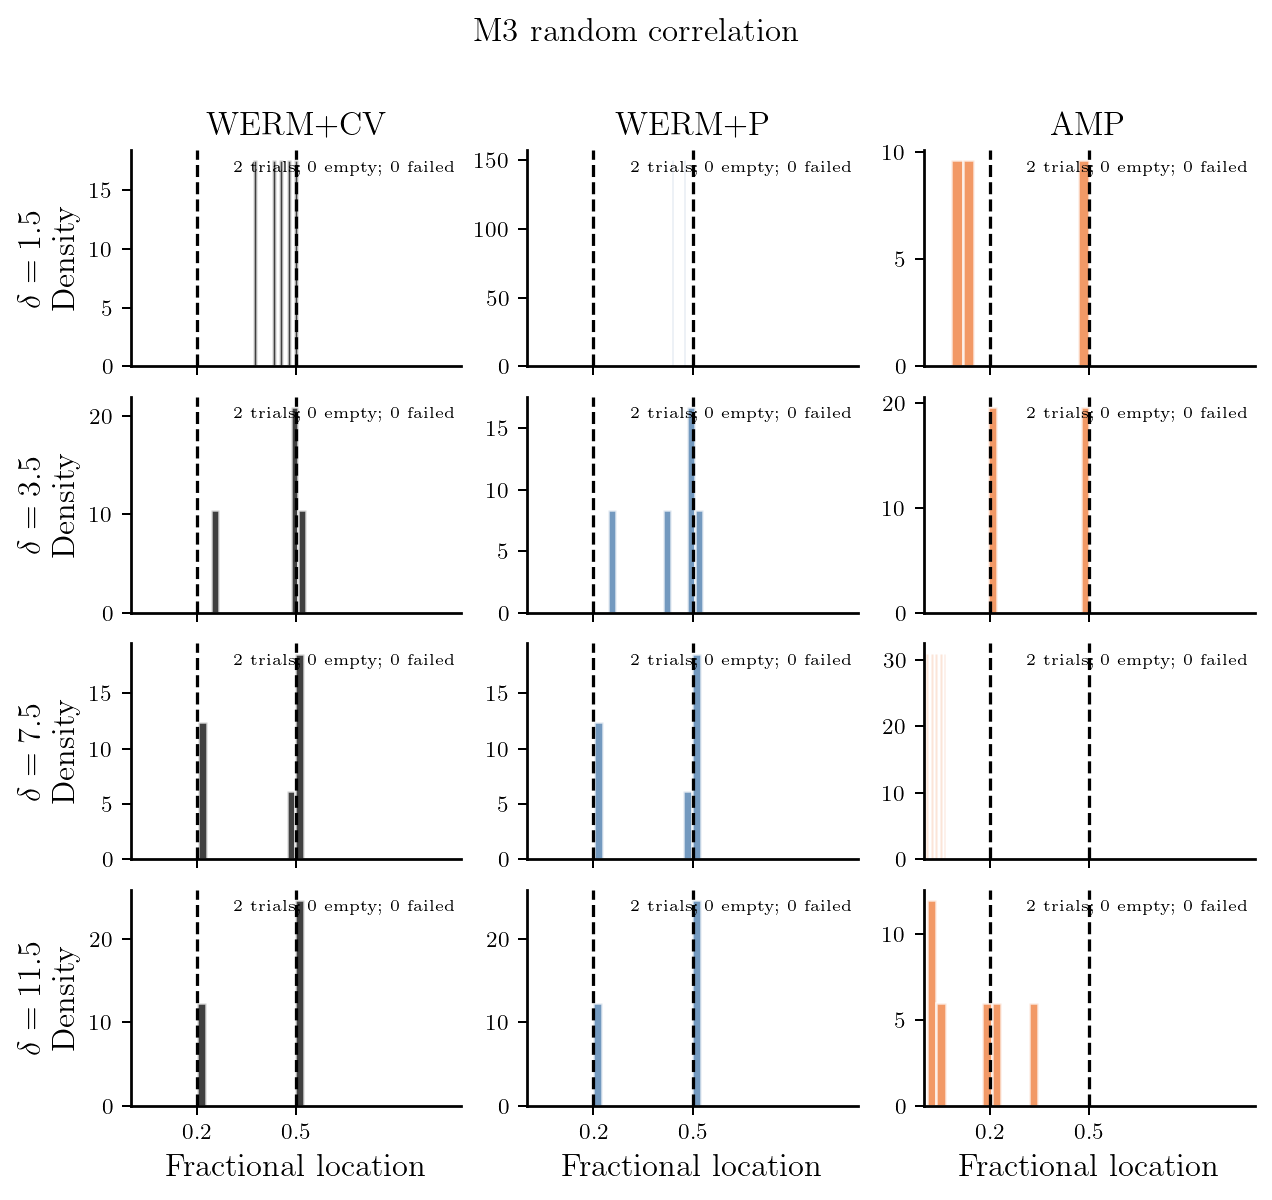 M3 random correlation
WERM+CV
WERM+P
AMP
δ = 1.5
Density
15
10
5
0
2 trials; 0 empty; 0 failed
150
100
50
0
2 trials; 0 empty; 0 failed
10
5
0
2 trials; 0 empty; 0 failed
δ = 3.5
Density
20
10
0
2 trials; 0 empty; 0 failed
15
10
5
0
2 trials; 0 empty; 0 failed
20
10
0
2 trials; 0 empty; 0 failed
δ = 7.5
Density
15
10
5
0
2 trials; 0 empty; 0 failed
15
10
5
0
2 trials; 0 empty; 0 failed
30
20
10
0
2 trials; 0 empty; 0 failed
δ = 11.5
Density
20
10
0
2 trials; 0 empty; 0 failed
20
10
0
2 trials; 0 empty; 0 failed
10
5
0
2 trials; 0 empty; 0 failed
0.2 0.5
0.2 0.5
0.2 0.5
Fractional location
Fractional location
Fractional location